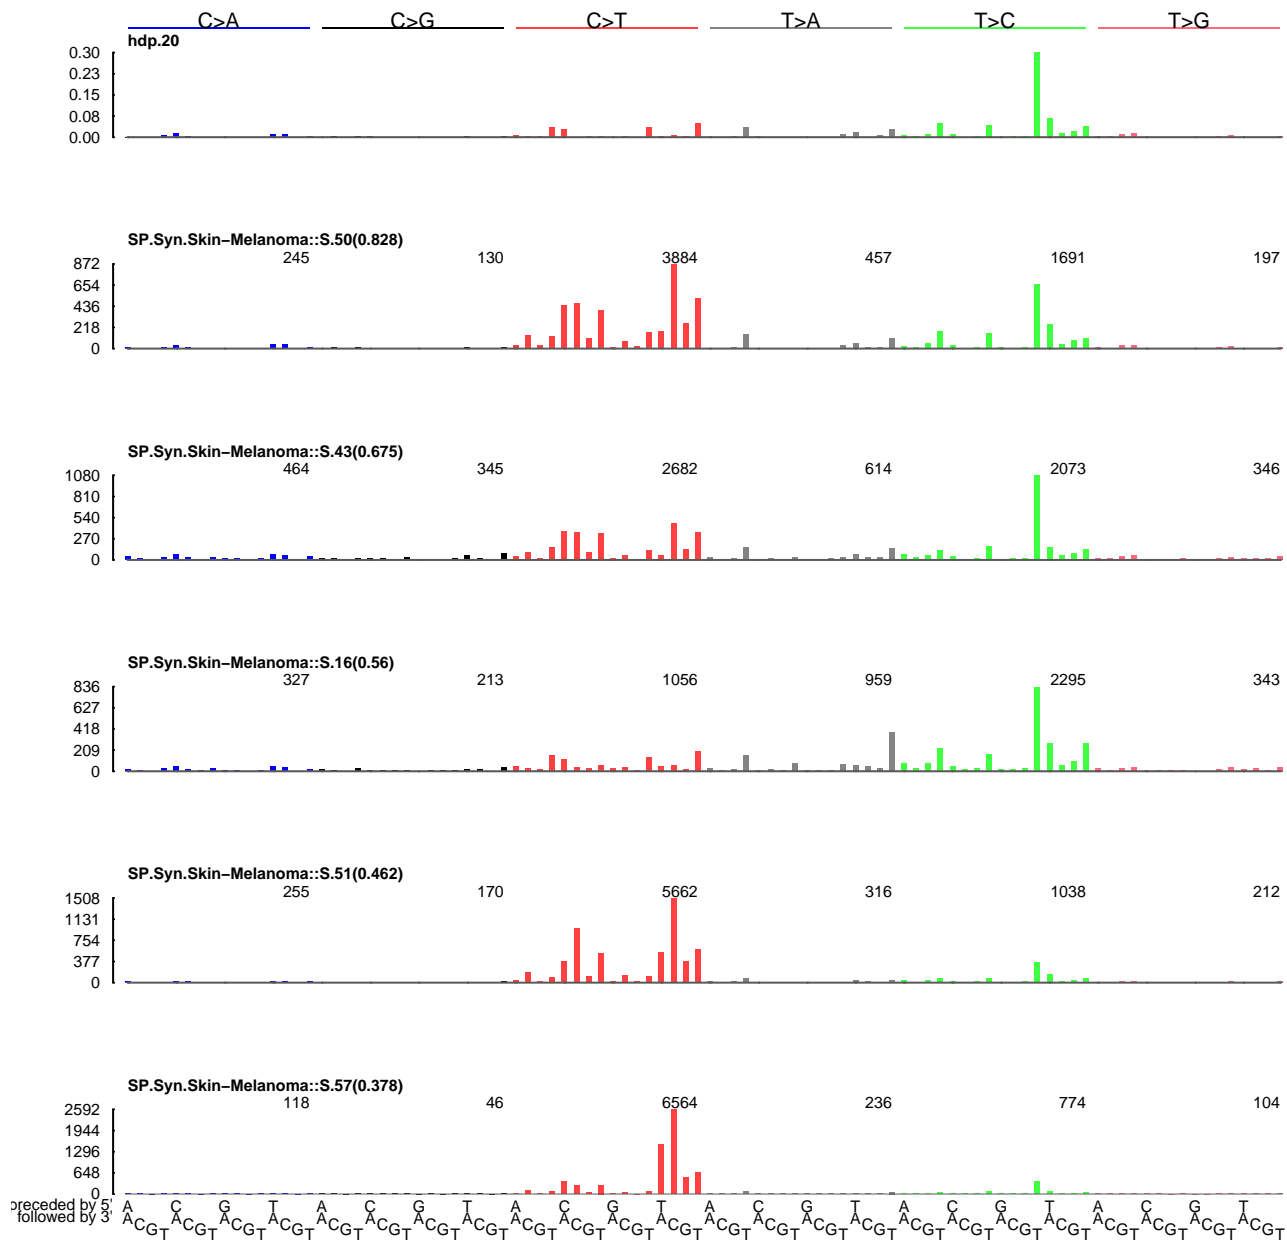 C>A C>G C>T T>A T>C T>G
hdp.20
0.30
0.23
0.15
0.08
0.00
SP.Syn.Skin−Melanoma::S.50(0.828)
245 130 3884 457 1691 197
872
654
436
218
0
SP.Syn.Skin−Melanoma::S.43(0.675)
464 345 2682 614 2073 346
1080
810
540
270
0
SP.Syn.Skin−Melanoma::S.16(0.56)
327 213 1056 959 2295 343
836
627
418
209
0
SP.Syn.Skin−Melanoma::S.51(0.462)
255 170 5662 316 1038 212
1508
1131
754
377
0
SP.Syn.Skin−Melanoma::S.57(0.378)
118 46 6564 236 774 104
2592
1944
1296
648
0
preceded by 5' A C G T A C G T A C G T A C G T A C G T A C G T
followed by 3' A C G T A C G T A C G T A C G T A C G T A C G T A C G T A C G T A C G T A C G T A C G T A C G T A C G T A C G T A C G T A C G T A C G T A C G T A C G T A C G T A C G T A C G T A C G T A C G T